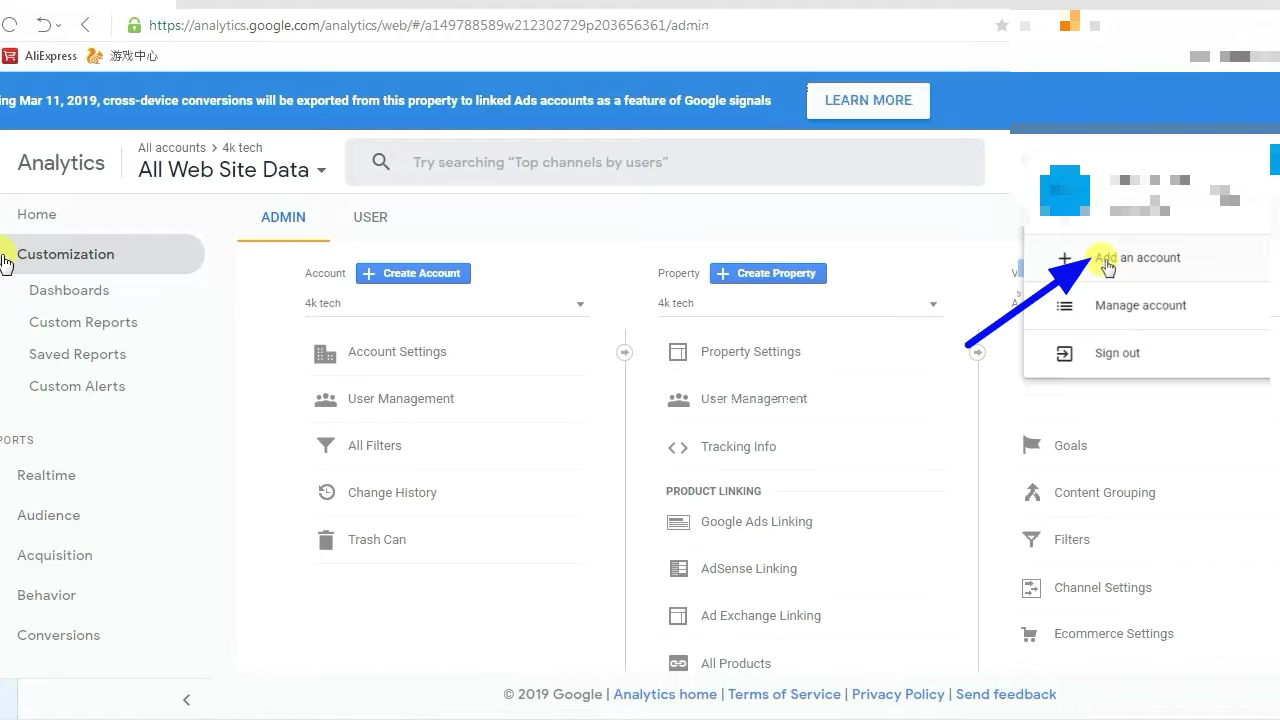 https://analytics.google.com/analytics/web/#/a149788589w212302729p203656361/admin
AliExpress 游戏中心
ing Mar 11, 2019, cross-device conversions will be exported from this property to linked Ads accounts as a feature of Google signals
LEARN MORE
Analytics
All accounts > 4k tech
All Web Site Data
Try searching “Top channels by users”
Home
Customization
Dashboards
Custom Reports
Saved Reports
Custom Alerts
PORTS
Realtime
Audience
Acquisition
Behavior
Conversions
ADMIN USER
Account + Create Account
4k tech
Account Settings
User Management
All Filters
Change History
Trash Can
Property + Create Property
4k tech
Property Settings
User Management
Tracking Info
PRODUCT LINKING
Google Ads Linking
AdSense Linking
Ad Exchange Linking
All Products
Add an account
Manage account
Sign out
Goals
Content Grouping
Filters
Channel Settings
Ecommerce Settings
© 2019 Google | Analytics home | Terms of Service | Privacy Policy | Send feedback